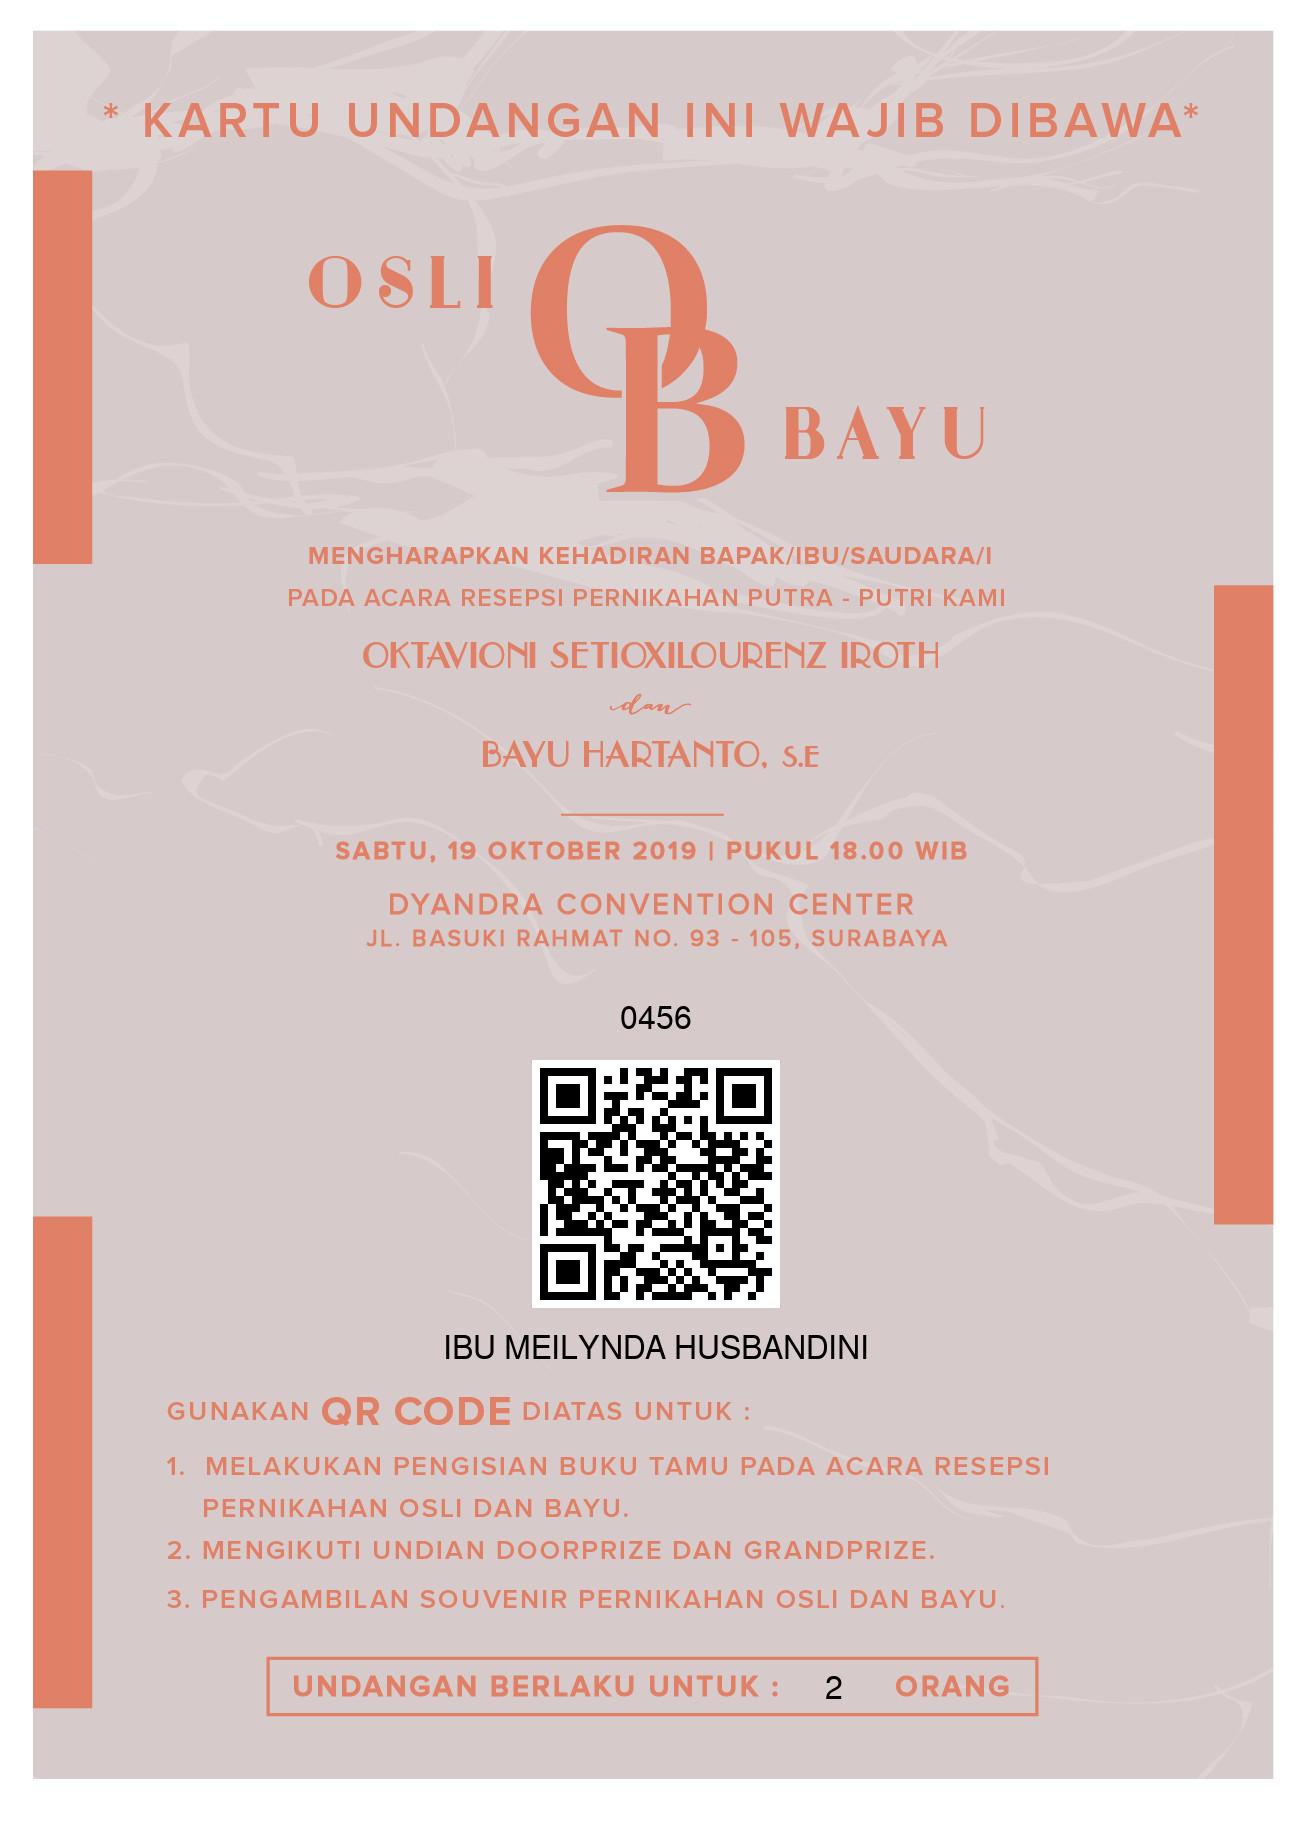 * KARTU UNDANGAN INI WAJIB DIBAWA*
OSLI
OB
BAYU
MENGHARAPKAN KEHADIRAN BAPAK/IBU/SAUDARA/I
PADA ACARA RESEPSI PERNIKAHAN PUTRA - PUTRI KAMI
OKTAVIONI SETIOXILOURENZ IROTH
dan
BAYU HARTANTO, S.E
SABTU, 19 OKTOBER 2019 | PUKUL 18.00 WIB
DYANDRA CONVENTION CENTER
JL. BASUKI RAHMAT NO. 93 - 105, SURABAYA
0456
IBU MEILYNDA HUSBANDINI
GUNAKAN QR CODE DIATAS UNTUK :
1. MELAKUKAN PENGISIAN BUKU TAMU PADA ACARA RESEPSI
PERNIKAHAN OSLI DAN BAYU.
2. MENGIKUTI UNDIAN DOORPRIZE DAN GRANDPRIZE.
3. PENGAMBILAN SOUVENIR PERNIKAHAN OSLI DAN BAYU.
UNDANGAN BERLAKU UNTUK : 2 ORANG